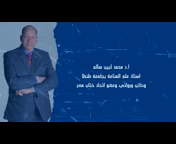 أ.د محمد لبيب سالم
أستاذ علم المناعة بجامعة طنطا
وكاتب وروائي وعضو اتحاد كتاب مصر